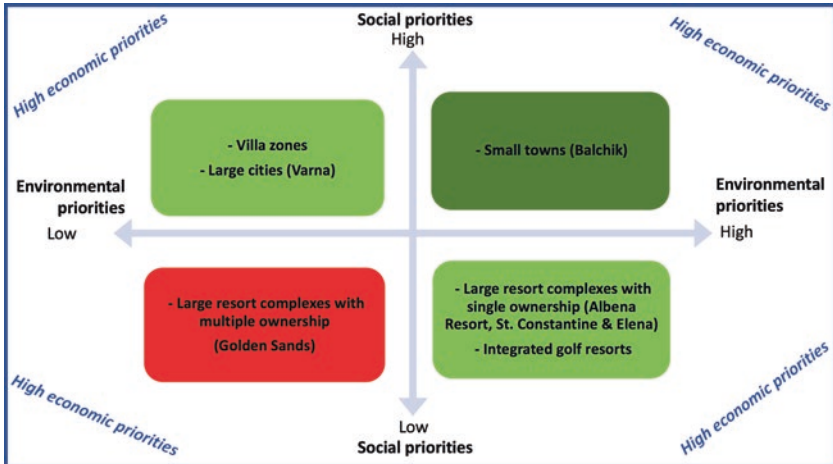 Social priorities
High
High economic priorities
High economic priorities
- Villa zones
- Large cities (Varna)
- Small towns (Balchik)
Environmental
priorities
Low
Environmental
priorities
High
- Large resort complexes with
multiple ownership
(Golden Sands)
- Large resort complexes with
single ownership (Albena
Resort, St. Constantine & Elena)
- Integrated golf resorts
High economic priorities
High economic priorities
Low
Social priorities